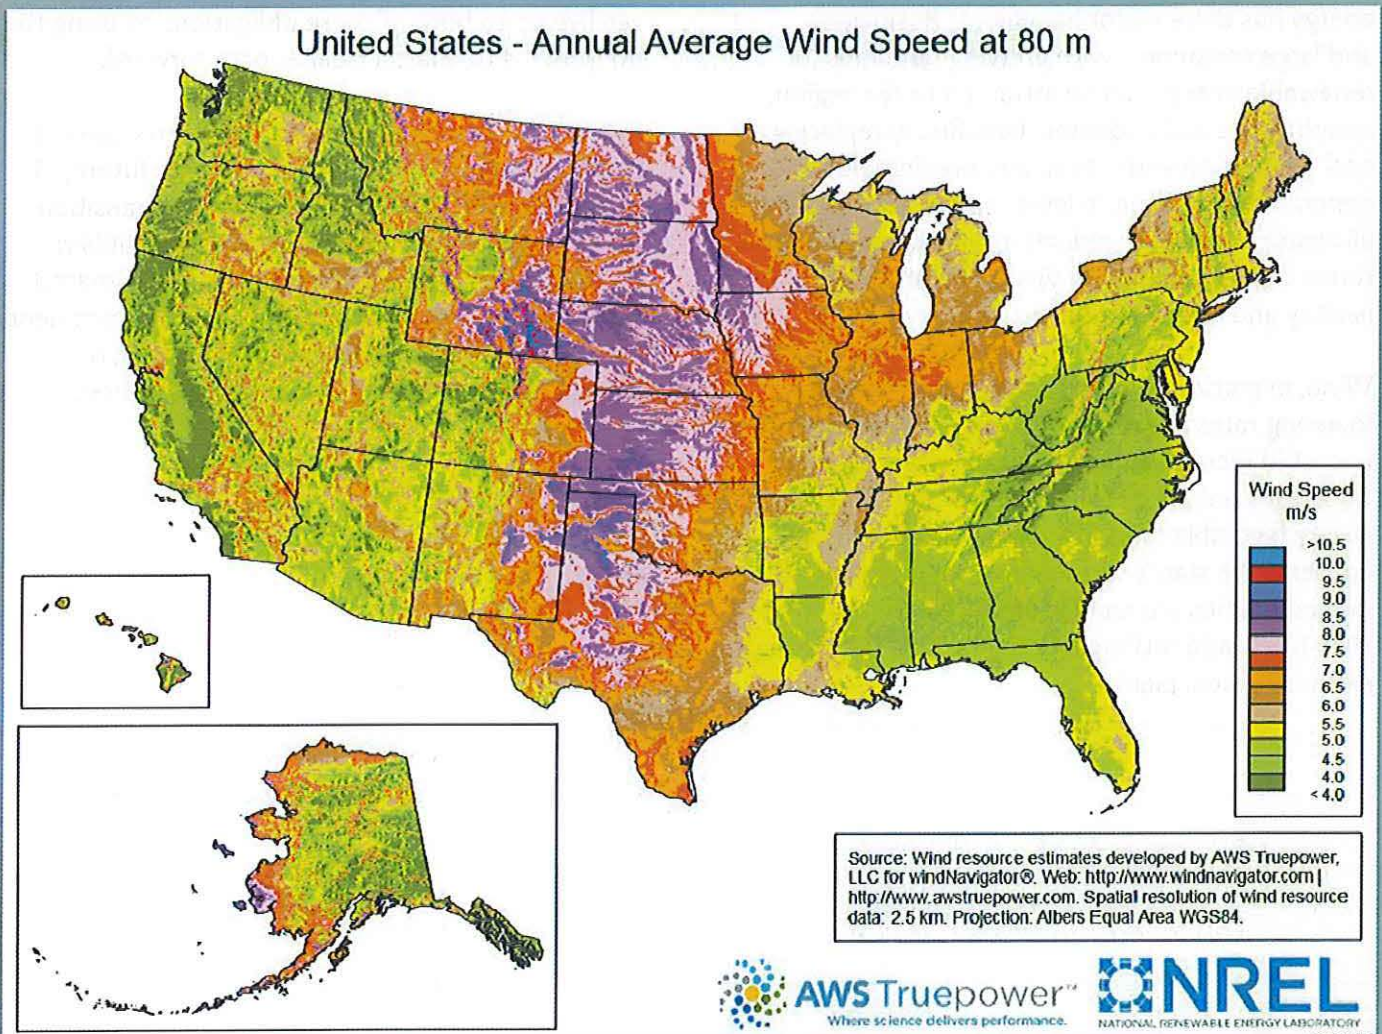 United States - Annual Average Wind Speed at 80 m
Wind Speed
m/s
>10.5
10.0
9.5
9.0
8.5
8.0
7.5
7.0
6.5
6.0
5.5
5.0
4.5
4.0
< 4.0
Source: Wind resource estimates developed by AWS Truepower,
LLC for windNavigator®. Web: http://www.windnavigator.com |
http://www.awstruepower.com. Spatial resolution of wind resource
data: 2.5 km. Projection: Albers Equal Area WGS84.
AWS Truepower™
Where science delivers performance.
NREL
NATIONAL RENEWABLE ENERGY LABORATORY